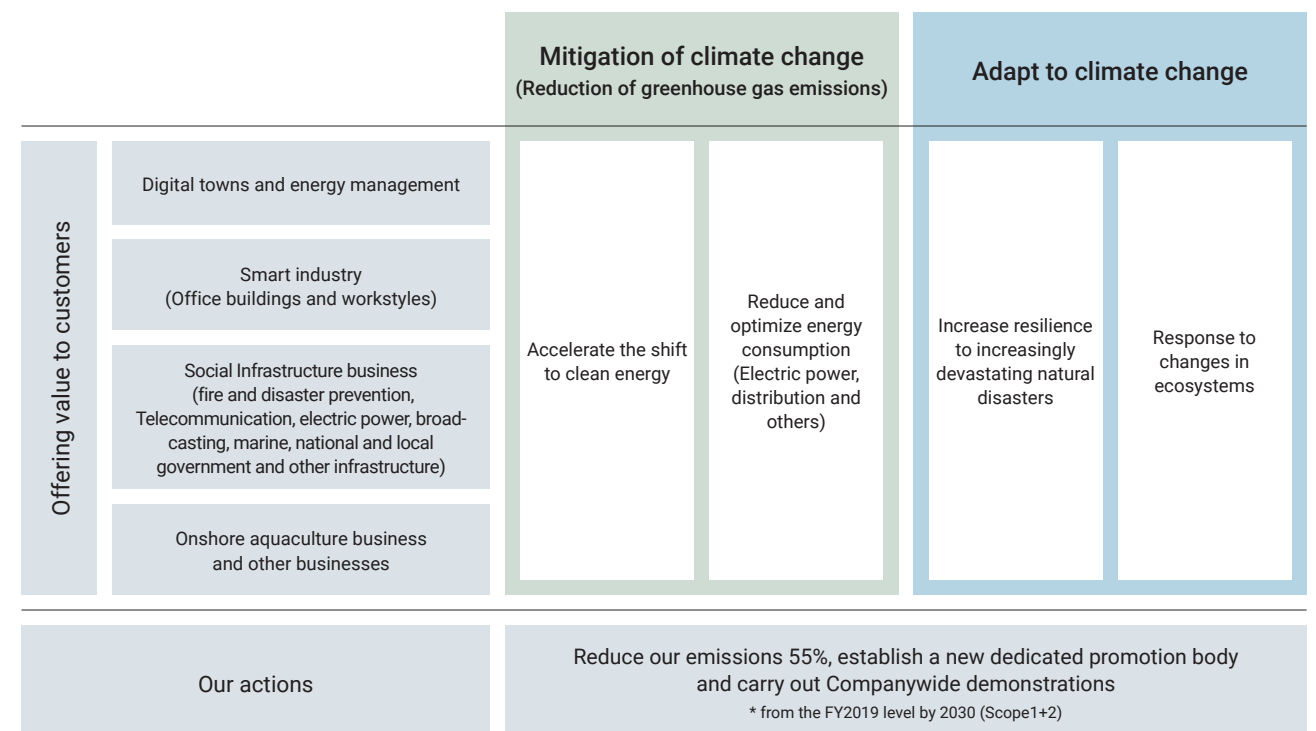 Mitigation of climate change
(Reduction of greenhouse gas emissions)
Adapt to climate change
Offering value to customers
Digital towns and energy management
Smart industry
(Office buildings and workstyles)
Social Infrastructure business
(fire and disaster prevention,
Telecommunication, electric power, broad-
casting, marine, national and local
government and other infrastructure)
Onshore aquaculture business
and other businesses
Accelerate the shift
to clean energy
Reduce and
optimize energy
consumption
(Electric power,
distribution and
others)
Increase resilience
to increasingly
devastating natural
disasters
Response to
changes in
ecosystems
Our actions
Reduce our emissions 55%, establish a new dedicated promotion body
and carry out Companywide demonstrations
* from the FY2019 level by 2030 (Scope1+2)